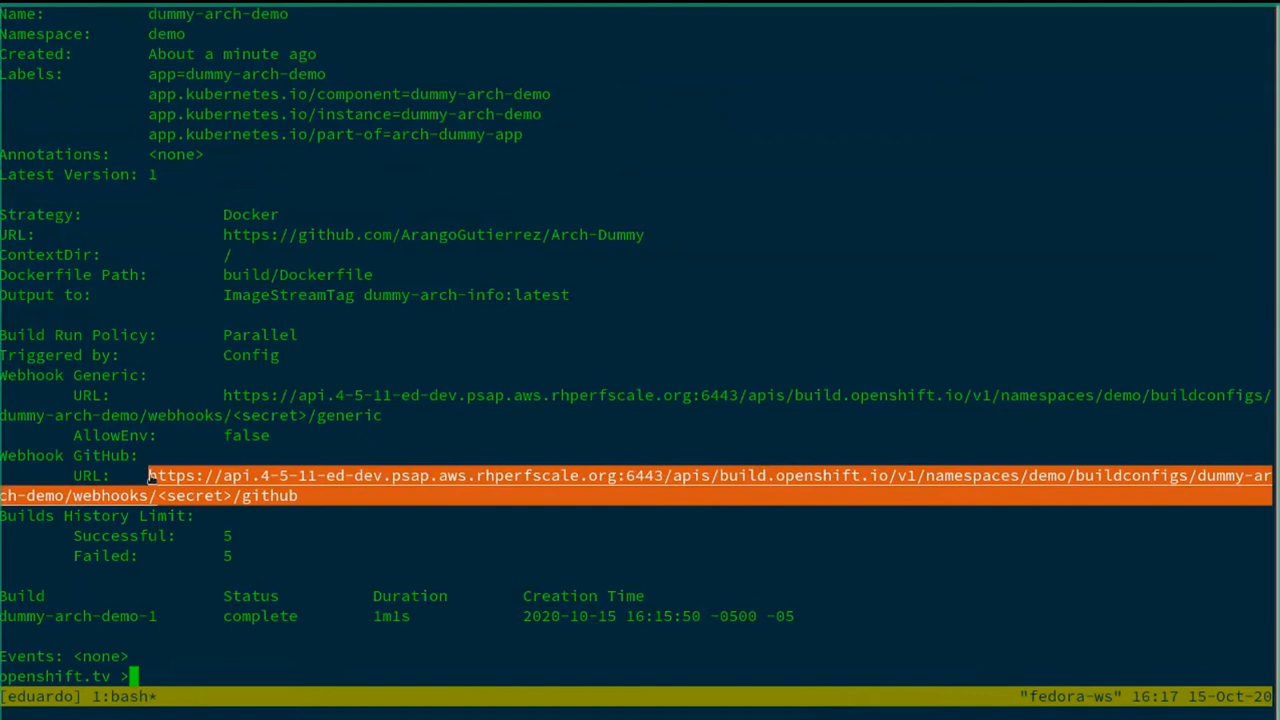 Name: dummy-arch-demo
Namespace: demo
Created: About a minute ago
Labels: app=dummy-arch-demo
app.kubernetes.io/component=dummy-arch-demo
app.kubernetes.io/instance=dummy-arch-demo
app.kubernetes.io/part-of=arch-dummy-app
Annotations: <none>
Latest Version: 1
Strategy: Docker
URL: https://github.com/ArangoGutierrez/Arch-Dummy
ContextDir: /
Dockerfile Path: build/Dockerfile
Output to: ImageStreamTag dummy-arch-info:latest
Build Run Policy: Parallel
Triggered by: Config
Webhook Generic:
URL: https://api.4-5-11-ed-dev.psap.aws.rhperfscale.org:6443/apis/build.openshift.io/v1/namespaces/demo/buildconfigs/
dummy-arch-demo/webhooks/<secret>/generic
AllowEnv: false
Webhook GitHub:
URL: https://api.4-5-11-ed-dev.psap.aws.rhperfscale.org:6443/apis/build.openshift.io/v1/namespaces/demo/buildconfigs/dummy-ar
ch-demo/webhooks/<secret>/github
Builds History Limit:
Successful: 5
Failed: 5
Build Status Duration Creation Time
dummy-arch-demo-1 complete 1m1s 2020-10-15 16:15:50 -0500 -05
Events: <none>
openshift.tv >
[eduardo] 1:bash* "fedora-ws" 16:17 15-Oct-20